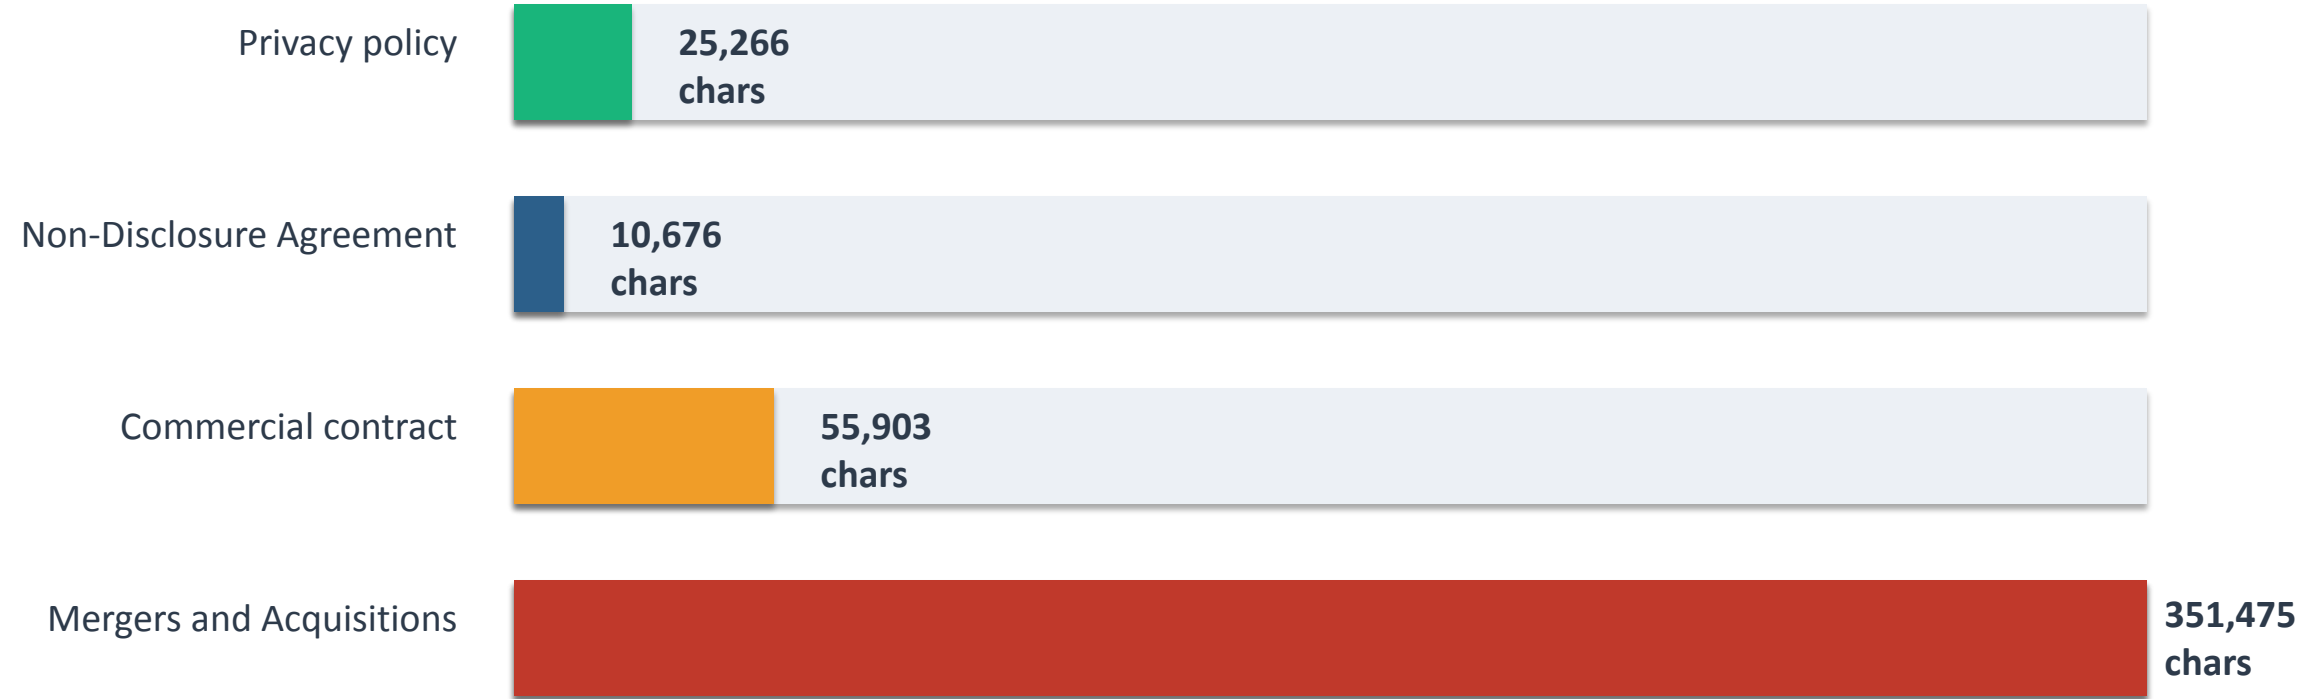 Privacy policy
25,266
chars
Non-Disclosure Agreement
10,676
chars
Commercial contract
55,903
chars
Mergers and Acquisitions
351,475
chars